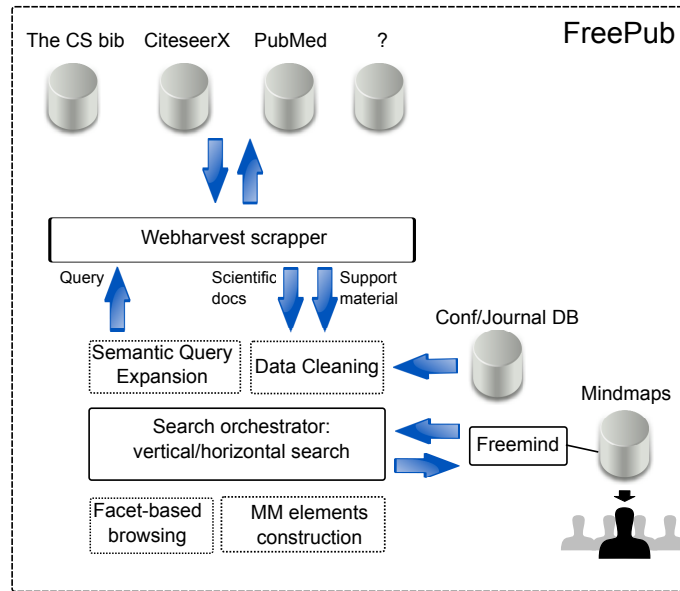 FreePub
The CS bib
CiteseerX
PubMed
?
Webharvest scrapper
Query
Scientific
docs
Support
material
Conf/Journal DB
Semantic Query
Expansion
Data Cleaning
Mindmaps
Search orchestrator:
vertical/horizontal search
Freemind
Facet-based
browsing
MM elements
construction